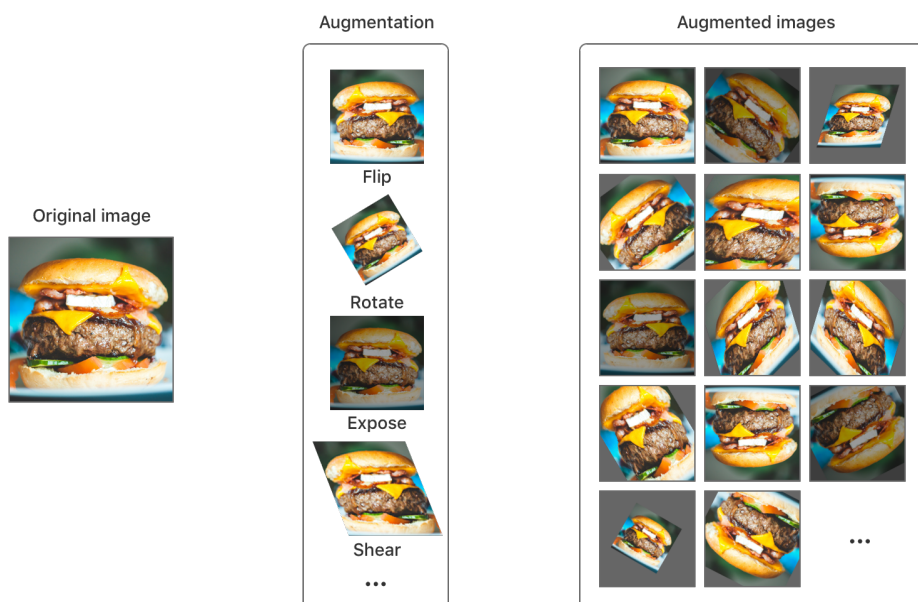 Augmentation
Augmented images
Original image
Flip
Rotate
Expose
Shear
...
...